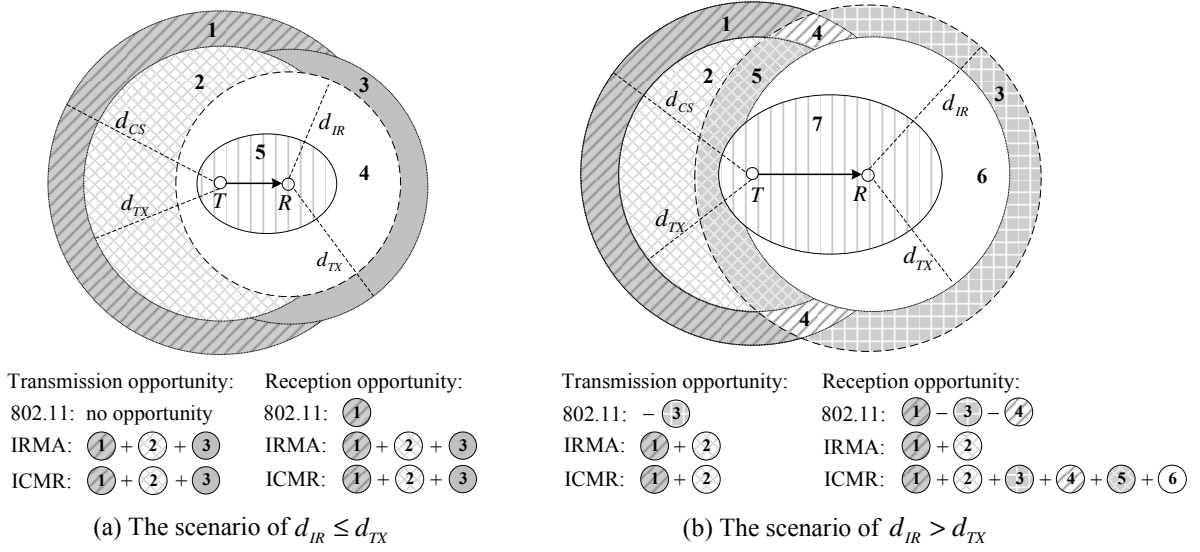 1
2
3
d_CS
d_IR
5
4
T
R
d_TX
d_TX
1
4
2
5
3
d_CS
7
d_IR
6
T
R
d_TX
d_TX
4
4
Transmission opportunity: Reception opportunity:
802.11: no opportunity 802.11: 1
IRMA: 1 + 2 + 3 IRMA: 1 + 2 + 3
ICMR: 1 + 2 + 3 ICMR: 1 + 2 + 3
(a) The scenario of d_IR ≤ d_TX
Transmission opportunity: Reception opportunity:
802.11: − 3 802.11: 1 − 3 − 4
IRMA: 1 + 2 IRMA: 1 + 2
ICMR: 1 + 2 ICMR: 1 + 2 + 3 + 4 + 5 + 6
(b) The scenario of d_IR > d_TX